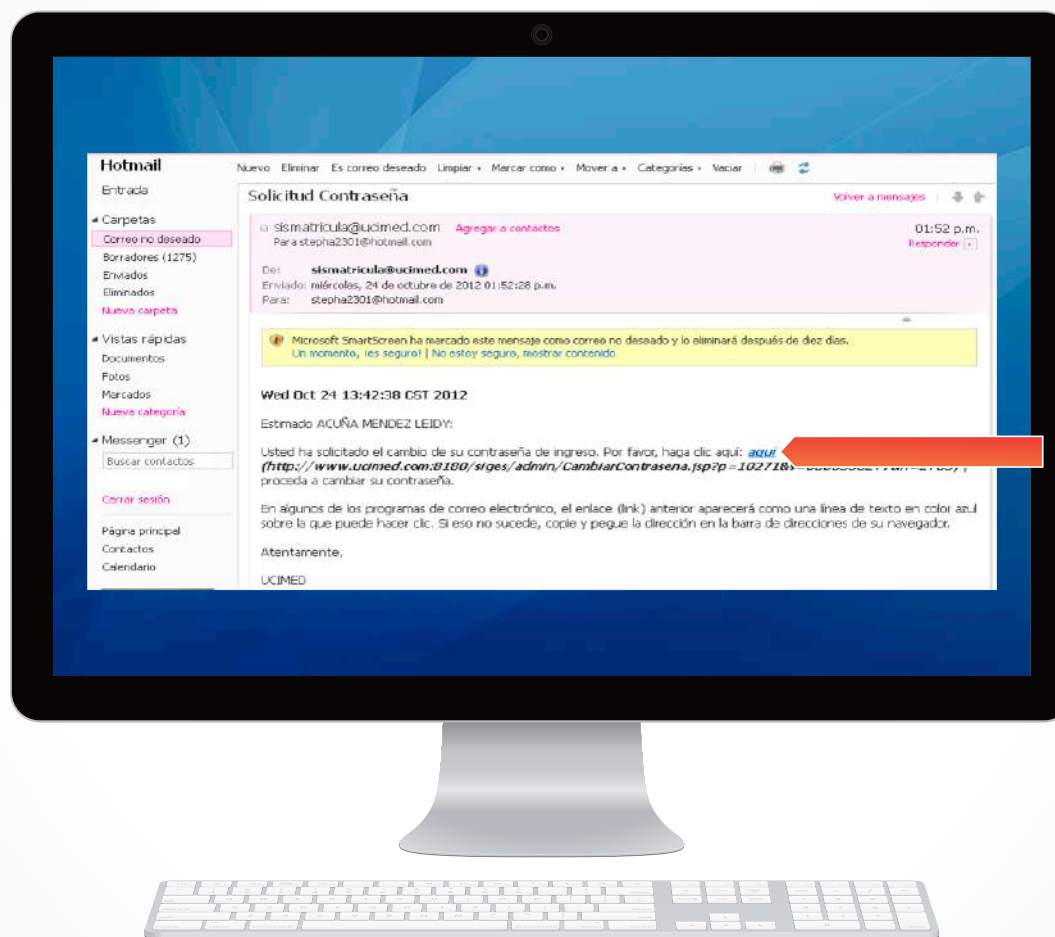 Hotmail
Nuevo Eliminar Es correo deseado Limpiar Marcar como Mover a Categorías Vaciar
Entrada
Carpetas
Correo no deseado
Borradores (1275)
Enviados
Eliminados
Nueva carpeta
Vistas rápidas
Documentos
Fotos
Marcados
Nueva categoría
Messenger (1)
Buscar contactos
Cerrar sesión
Página principal
Contactos
Calendario
Solicitud Contraseña
Volver a mensajes
sismatricula@ucimed.com Agregar a contactos
01:52 p.m.
Para stepha2301@hotmail.com
Responder
De: sismatricula@ucimed.com
Enviado: miércoles, 24 de octubre de 2012 01:52:28 p.m.
Para: stepha2301@hotmail.com
Microsoft SmartScreen ha marcado este mensaje como correo no deseado y lo eliminará después de diez días.
Un momento, ¡es seguro! | No estoy seguro, mostrar contenido
Wed Oct 24 13:42:38 CST 2012
Estimado ACUÑA MENDEZ LEIDY:
Usted ha solicitado el cambio de su contraseña de ingreso. Por favor, haga clic aquí: aquí
(http://www.ucimed.com:8180/siges/admin/CambiarContrasena.jsp?p=10271&
proceda a cambiar su contraseña.
En algunos de los programas de correo electrónico, el enlace (link) anterior aparecerá como una línea de texto en color azul
sobre la que puede hacer clic. Si eso no sucede, copie y pegue la dirección en la barra de direcciones de su navegador.
Atentamente,
UCIMED